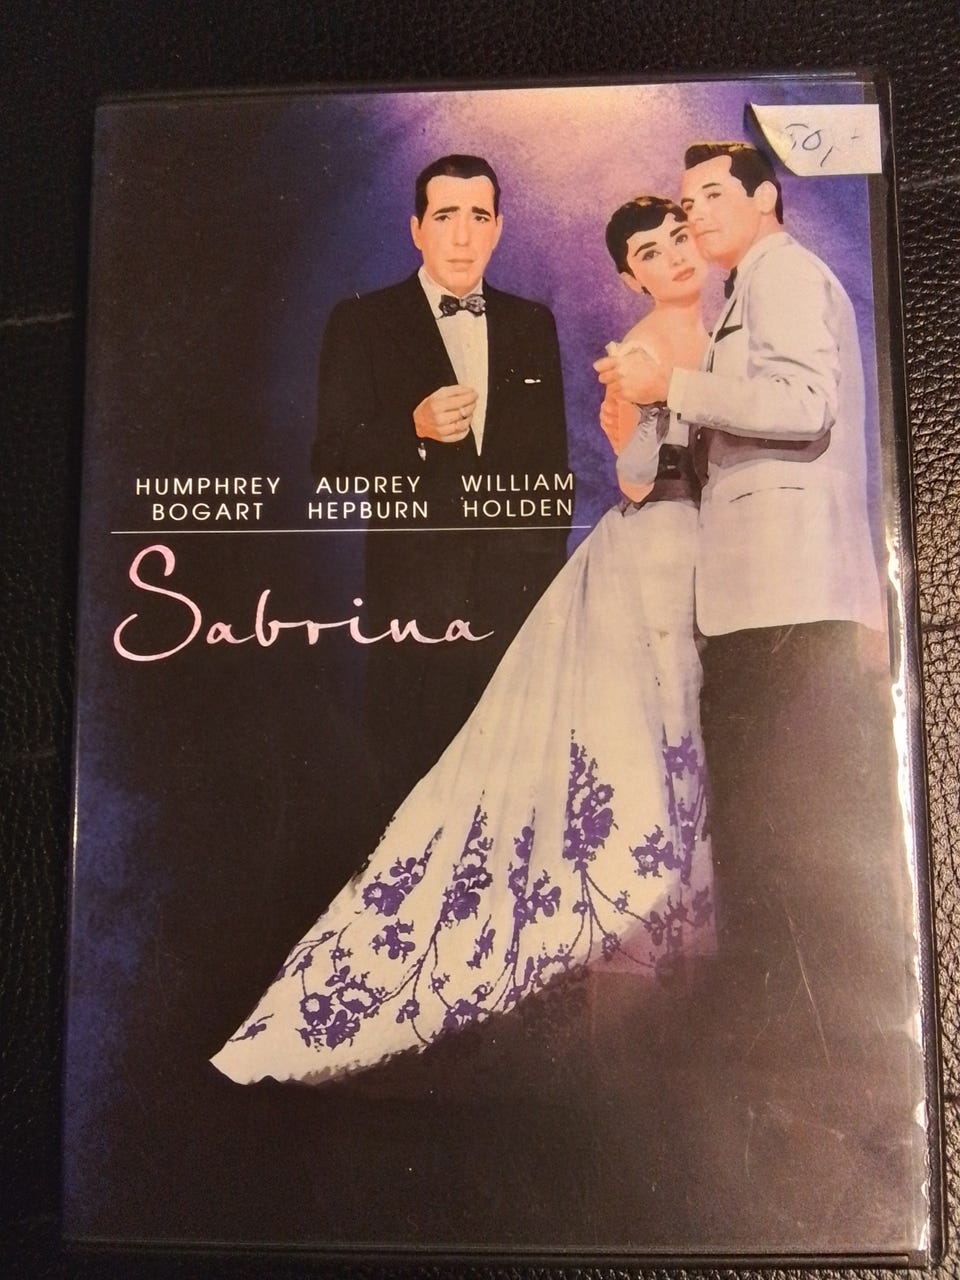 50,-
HUMPHREY AUDREY WILLIAM
BOGART HEPBURN HOLDEN
Sabrina